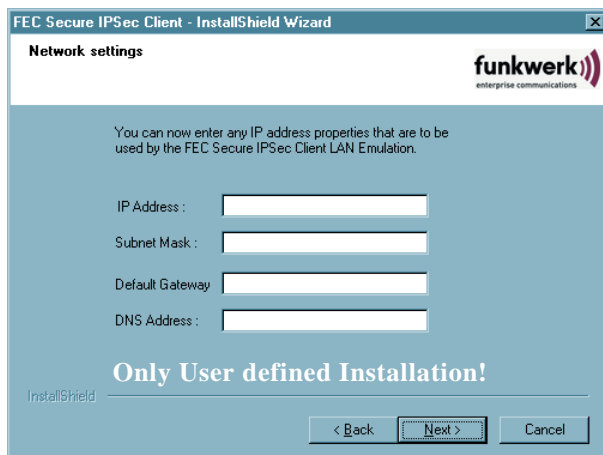 FEC Secure IPSec Client - InstallShield Wizard
Network settings
funkwerk
enterprise communications
You can now enter any IP address properties that are to be
used by the FEC Secure IPSec Client LAN Emulation.
IP Address :
Subnet Mask :
Default Gateway
DNS Address :
Only User defined Installation!
InstallShield
< Back
Next >
Cancel